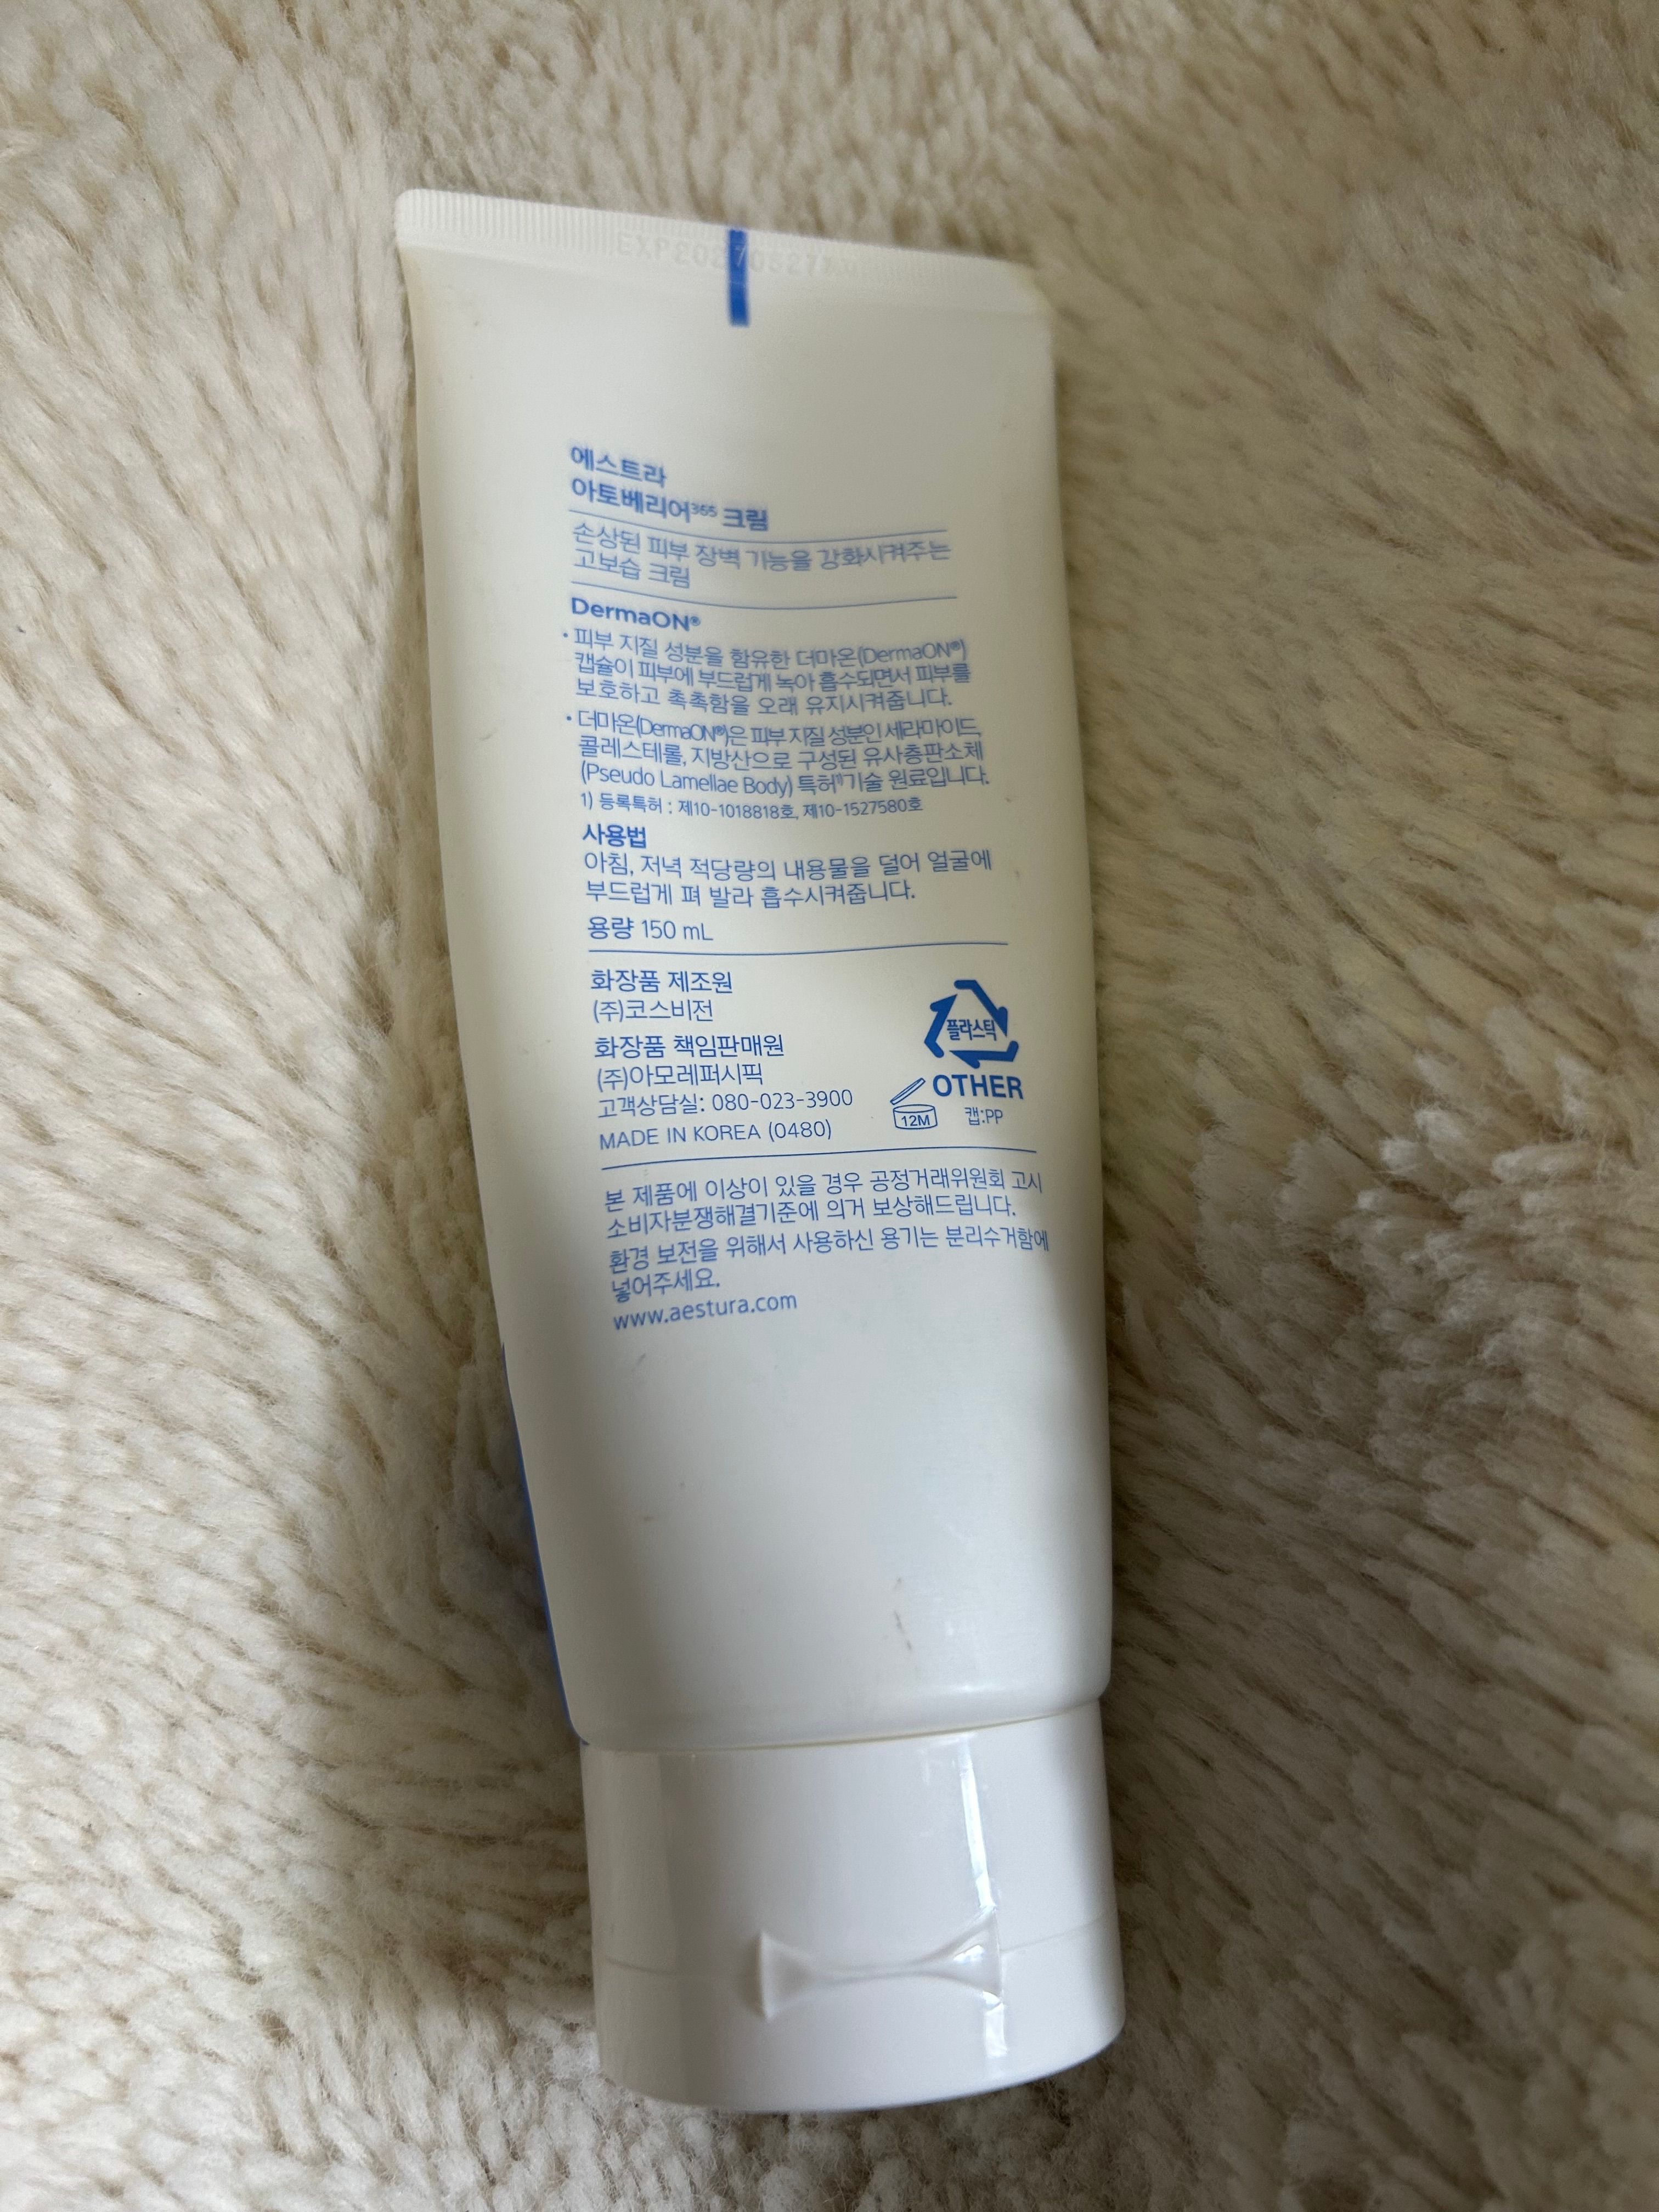 에스트라
아토베리어³⁶⁵ 크림
손상된 피부 장벽 기능을 강화시켜주는
고보습 크림
DermaON®
• 피부 지질 성분을 함유한 더마온(DermaON®)
캡슐이 피부에 부드럽게 녹아 흡수되면서 피부를
보호하고 촉촉함을 오래 유지시켜줍니다.
• 더마온(DermaON®)은 피부 지질 성분인 세라마이드,
콜레스테롤, 지방산으로 구성된 유사층판소체
(Pseudo Lamellae Body) 특허¹⁾기술 원료입니다.
1) 등록특허 : 제10-1018818호, 제10-1527580호
사용법
아침, 저녁 적당량의 내용물을 덜어 얼굴에
부드럽게 펴 발라 흡수시켜줍니다.
용량 150 mL
화장품 제조원
(주)코스비전
화장품 책임판매원
(주)아모레퍼시픽
고객상담실: 080-023-3900
MADE IN KOREA (0480)
플라스틱
OTHER
캡:PP
12M
본 제품에 이상이 있을 경우 공정거래위원회 고시
소비자분쟁해결기준에 의거 보상해드립니다.
환경 보전을 위해서 사용하신 용기는 분리수거함에
넣어주세요.
www.aestura.com